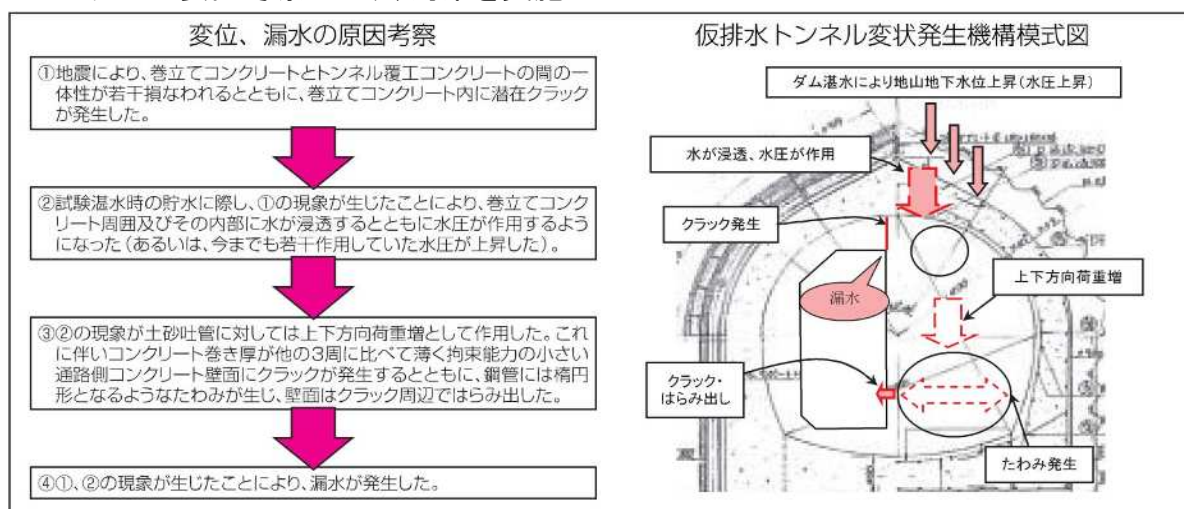 変位、漏水の原因考察
①地震により、巻立てコンクリートとトンネル覆工コンクリートの間の一
体性が若干損なわれるとともに、巻立てコンクリート内に潜在クラック
が発生した。
②試験湛水時の貯水に際し、①の現象が生じたことにより、巻立てコンク
リート周囲及びその内部に水が浸透するとともに水圧が作用するよう
になった(あるいは、今までも若干作用していた水圧が上昇した)。
③②の現象が土砂吐管に対しては上下方向荷重増として作用した。これ
に伴いコンクリート巻き厚が他の3周に比べて薄く拘束能力の小さい
通路側コンクリート壁面にクラックが発生するとともに、鋼管には楕円
形となるようなたわみが生じ、壁面はクラック周辺ではらみ出した。
④①、②の現象が生じたことにより、漏水が発生した。
仮排水トンネル変状発生機構模式図
ダム湛水により地山地下水位上昇(水圧上昇)
水が浸透、水圧が作用
クラック発生
上下方向荷重増
漏水
クラック・
はらみ出し
たわみ発生